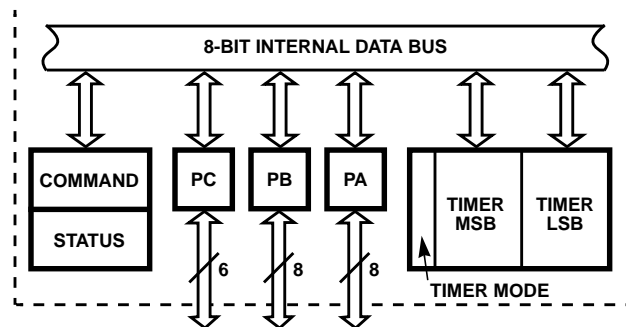 8-BIT INTERNAL DATA BUS
COMMAND
STATUS
PC
PB
PA
TIMER
MSB
TIMER
LSB
6
8
8
TIMER MODE